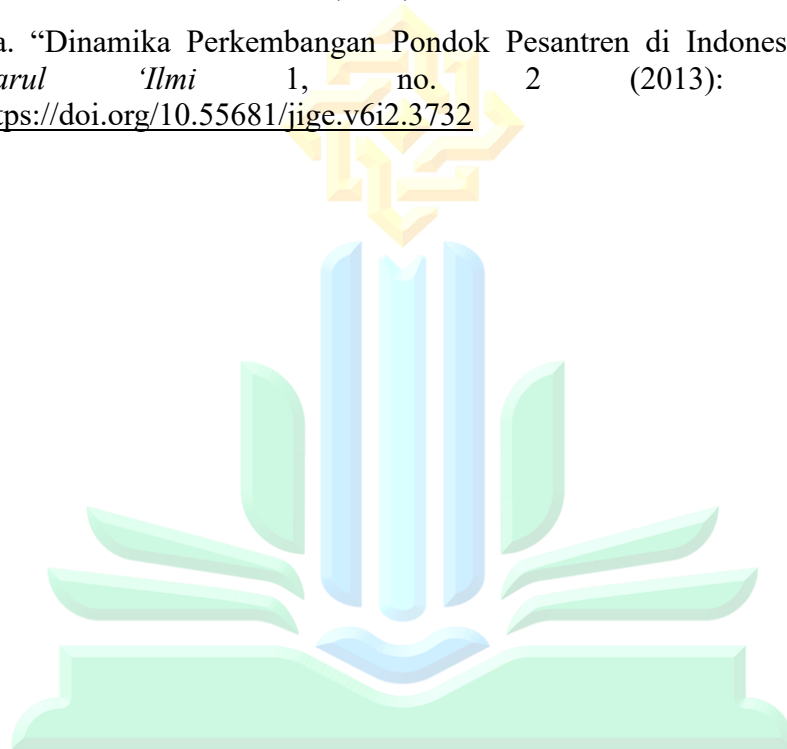 a. “Dinamika Perkembangan Pondok Pesantren di Indones
arul ‘Ilmi 1, no. 2 (2013):
tps://doi.org/10.55681/jige.v6i2.3732